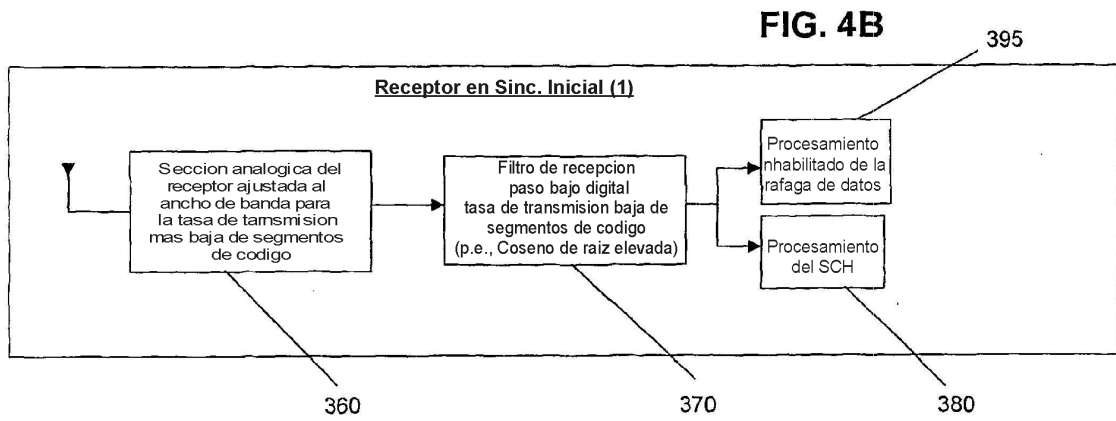 FIG. 4B
395
Receptor en Sinc. Inicial (1)
Seccion analogica del
receptor ajustada al
ancho de banda para
la tasa de tarnsmision
mas baja de segmentos
de codigo
Filtro de recepcion
paso bajo digital
tasa de transmision baja de
segmentos de codigo
(p.e., Coseno de raiz elevada)
Procesamiento
nhabilitado de la
rafaga de datos
Procesamiento
del SCH
360
370
380